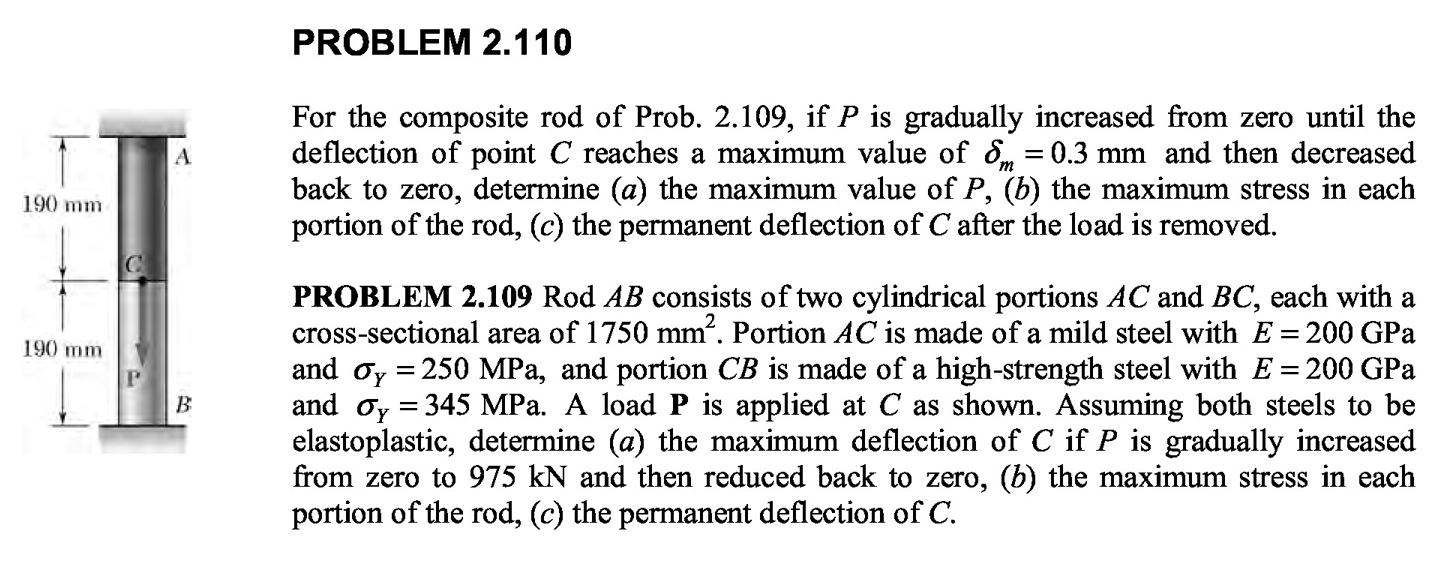 PROBLEM 2.110
For the composite rod of Prob. 2.109, if P is gradually increased from zero until the
deflection of point C reaches a maximum value of δm = 0.3 mm and then decreased
back to zero, determine (a) the maximum value of P, (b) the maximum stress in each
portion of the rod, (c) the permanent deflection of C after the load is removed.
A
190 mm
C
190 mm
P
B
PROBLEM 2.109 Rod AB consists of two cylindrical portions AC and BC, each with a
cross-sectional area of 1750 mm². Portion AC is made of a mild steel with E = 200 GPa
and σY = 250 MPa, and portion CB is made of a high-strength steel with E = 200 GPa
and σY = 345 MPa. A load P is applied at C as shown. Assuming both steels to be
elastoplastic, determine (a) the maximum deflection of C if P is gradually increased
from zero to 975 kN and then reduced back to zero, (b) the maximum stress in each
portion of the rod, (c) the permanent deflection of C.